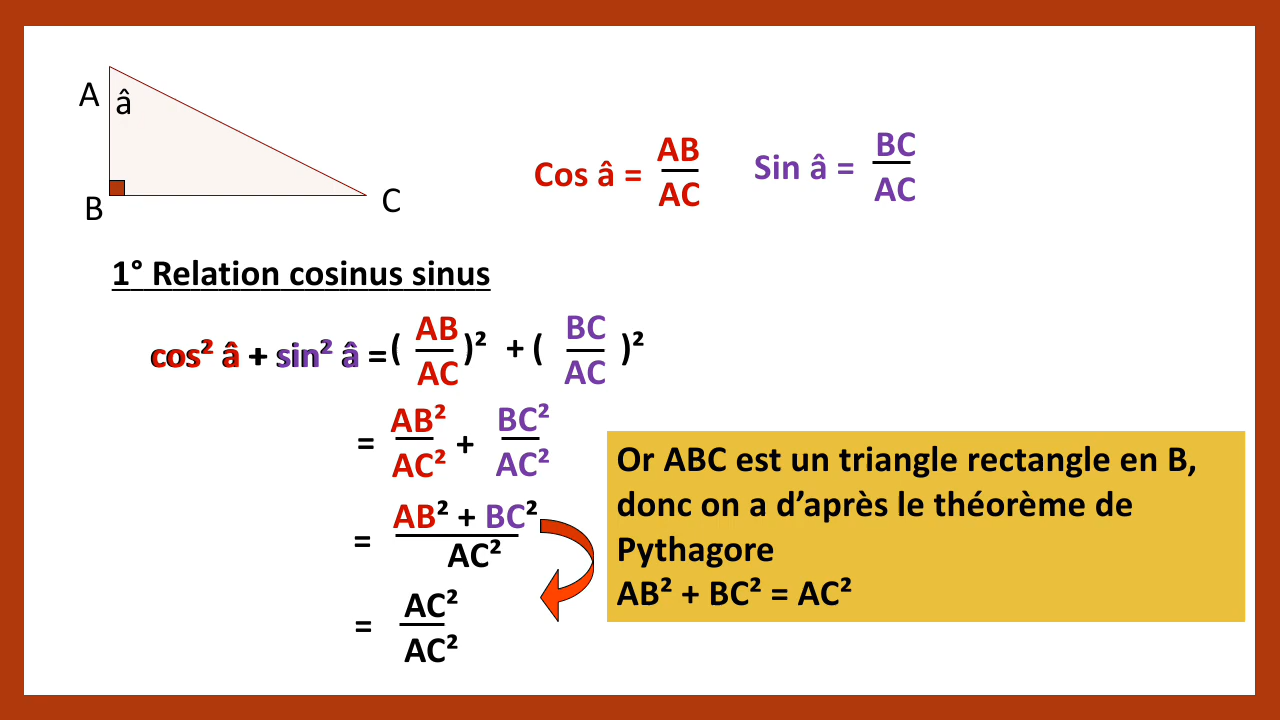 A
â
B
C
Cos â = AB/AC
Sin â = BC/AC
1° Relation cosinus sinus
cos² â + sin² â = ( AB/AC )² + ( BC/AC )²
= AB²/AC² + BC²/AC²
= AB² + BC²/AC²
= AC²/AC²
Or ABC est un triangle rectangle en B,
donc on a d’après le théorème de
Pythagore
AB² + BC² = AC²